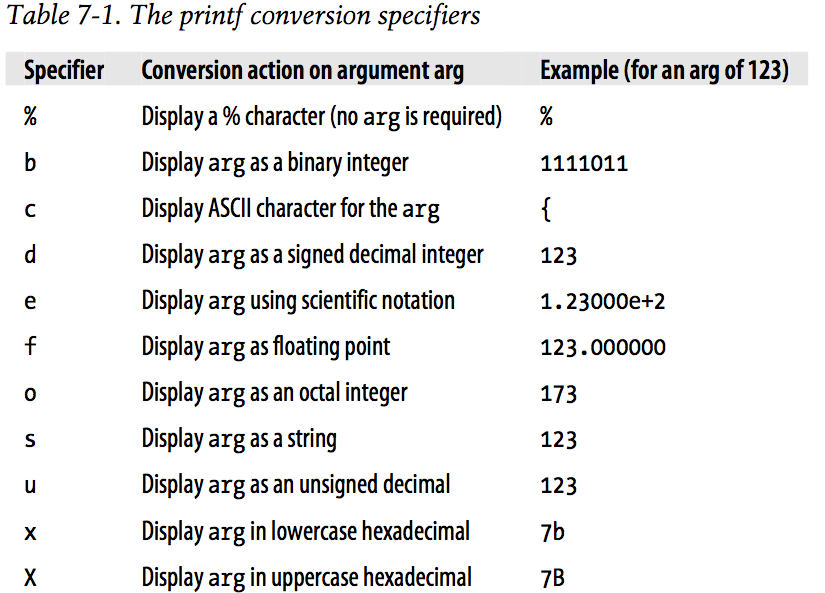 Table 7-1. The printf conversion specifiers
Specifier Conversion action on argument arg Example (for an arg of 123)
% Display a % character (no arg is required) %
b Display arg as a binary integer 1111011
c Display ASCII character for the arg {
d Display arg as a signed decimal integer 123
e Display arg using scientific notation 1.23000e+2
f Display arg as floating point 123.000000
o Display arg as an octal integer 173
s Display arg as a string 123
u Display arg as an unsigned decimal 123
x Display arg in lowercase hexadecimal 7b
X Display arg in uppercase hexadecimal 7B